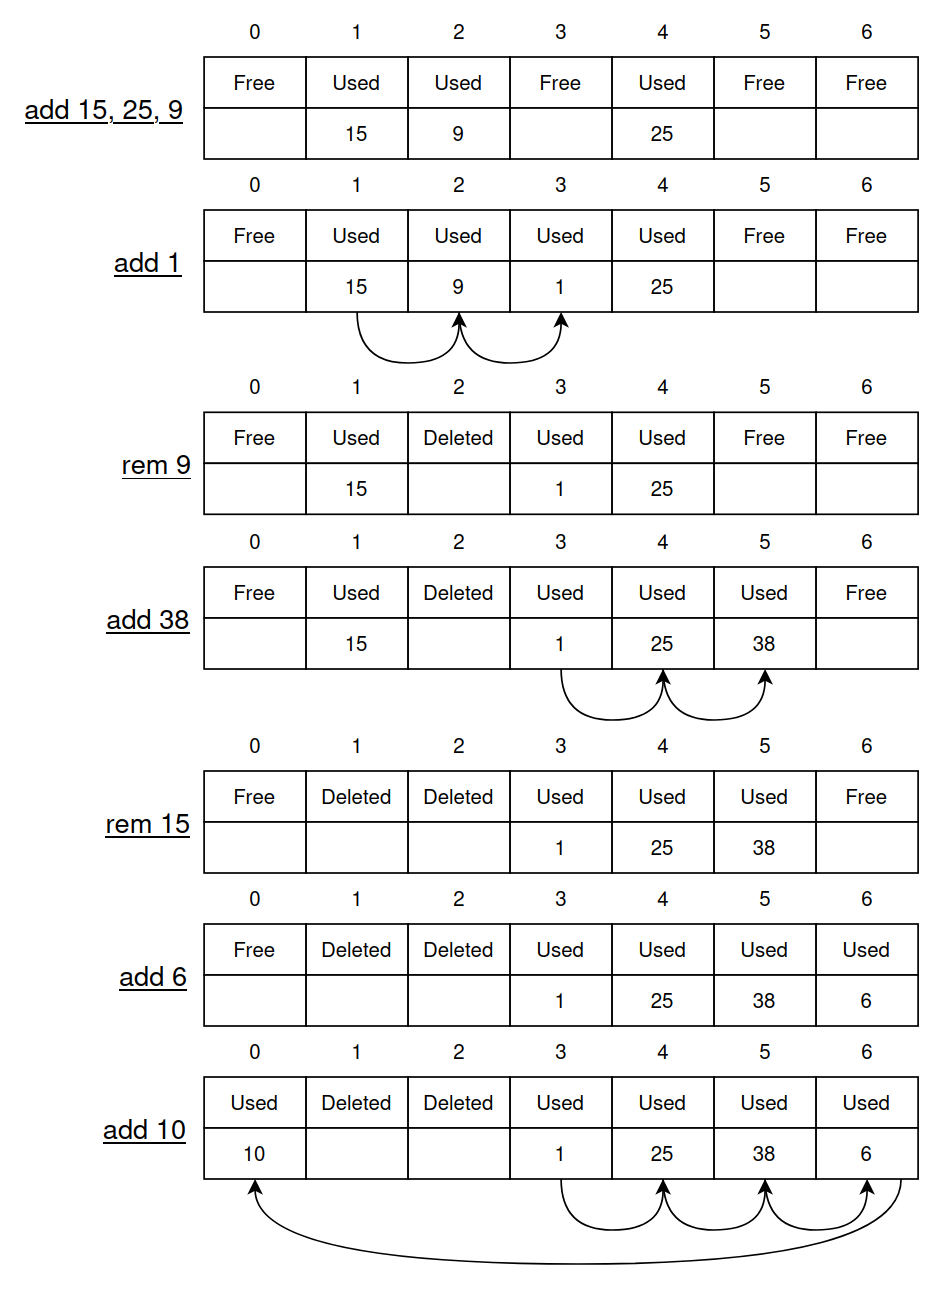 0 1 2 3 4 5 6
Free Used Used Free Used Free Free
add 15, 25, 9
15 9 25
0 1 2 3 4 5 6
Free Used Used Used Used Free Free
add 1
15 9 1 25
0 1 2 3 4 5 6
Free Used Deleted Used Used Free Free
rem 9
15 1 25
0 1 2 3 4 5 6
Free Used Deleted Used Used Used Free
add 38
15 1 25 38
0 1 2 3 4 5 6
Free Deleted Deleted Used Used Used Free
rem 15
1 25 38
0 1 2 3 4 5 6
Free Deleted Deleted Used Used Used Used
add 6
1 25 38 6
0 1 2 3 4 5 6
Used Deleted Deleted Used Used Used Used
add 10
10 1 25 38 6